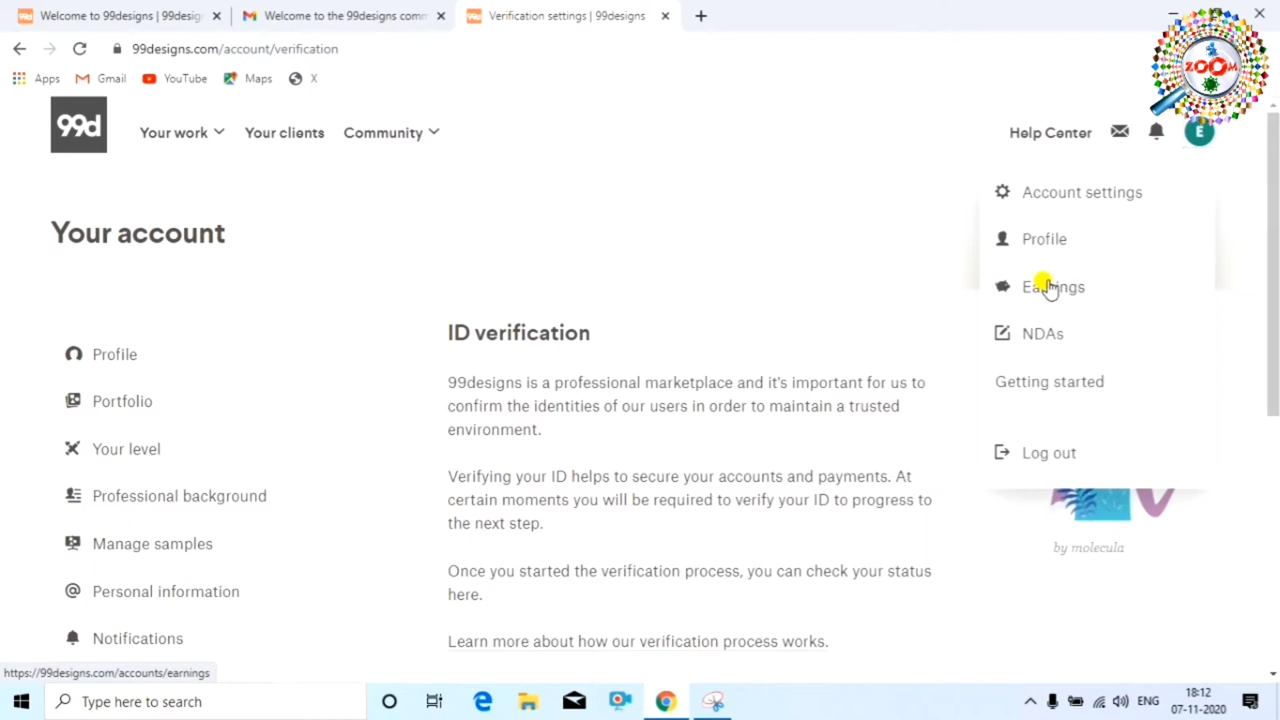 Welcome to 99designs | 99desig
Welcome to the 99designs comm
Verification settings | 99designs
99designs.com/account/verification
Apps
Gmail
YouTube
Maps
X
ZOOM
99d
Your work
Your clients
Community
Help Center
E
Account settings
Profile
Earnings
NDAs
Getting started
Log out
Your account
Profile
Portfolio
Your level
Professional background
Manage samples
Personal information
Notifications
ID verification
99designs is a professional marketplace and it's important for us to
confirm the identities of our users in order to maintain a trusted
environment.
Verifying your ID helps to secure your accounts and payments. At
certain moments you will be required to verify your ID to progress to
the next step.
Once you started the verification process, you can check your status
here.
Learn more about how our verification process works.
by molecula
https://99designs.com/accounts/earnings
Type here to search
ENG
18:12
07-11-2020